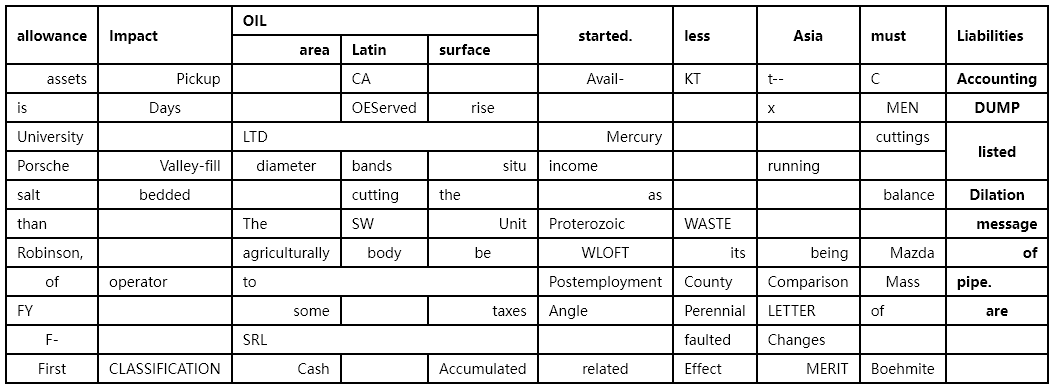 allowance Impact OIL started. less Asia must Liabilities
area Latin surface
assets Pickup CA Avail- KT t-- C Accounting
is Days OEServed rise x MEN DUMP
University LTD Mercury cuttings listed
Porsche Valley-fill diameter bands situ income running
salt bedded cutting the as balance Dilation
than The SW Unit Proterozoic WASTE message
Robinson, agriculturally body be WLOFT its being Mazda of
of operator to Postemployment County Comparison Mass pipe.
FY some taxes Angle Perennial LETTER of are
F- SRL faulted Changes
First CLASSIFICATION Cash Accumulated related Effect MERIT Boehmite